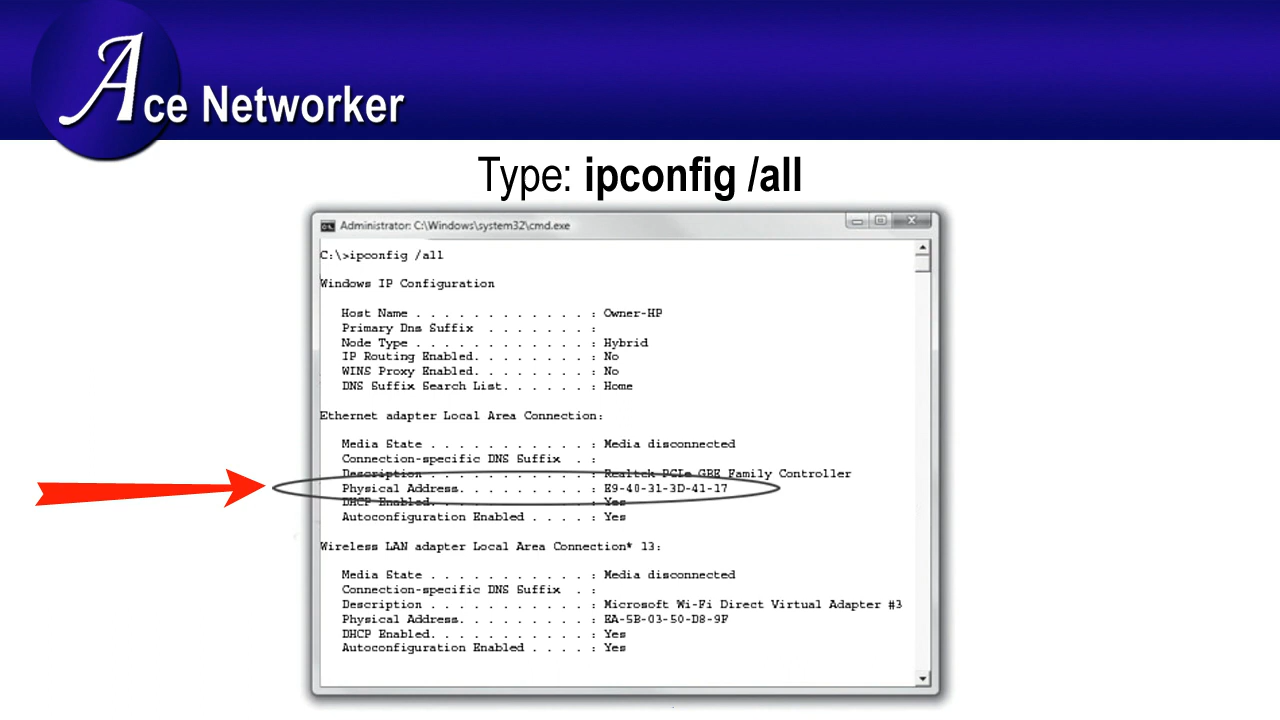 Ace Networker
Type: ipconfig /all
Administrator: C:\Windows\system32\cmd.exe
C:\>ipconfig /all
Windows IP Configuration
Host Name . . . . . . . . . . . . : Owner-HP
Primary Dns Suffix . . . . . . . :
Node Type . . . . . . . . . . . . : Hybrid
IP Routing Enabled. . . . . . . . : No
WINS Proxy Enabled. . . . . . . . : No
DNS Suffix Search List. . . . . . : Home
Ethernet adapter Local Area Connection:
Media State . . . . . . . . . . . : Media disconnected
Connection-specific DNS Suffix . :
Description . . . . . . . . . . . : Realtek PCIe GBE Family Controller
Physical Address. . . . . . . . . : E9-40-31-3D-41-17
DHCP Enabled. . . . . . . . . . . : Yes
Autoconfiguration Enabled . . . . : Yes
Wireless LAN adapter Local Area Connection* 13:
Media State . . . . . . . . . . . : Media disconnected
Connection-specific DNS Suffix . :
Description . . . . . . . . . . . : Microsoft Wi-Fi Direct Virtual Adapter #3
Physical Address. . . . . . . . . : EA-5B-03-50-D8-9F
DHCP Enabled. . . . . . . . . . . : Yes
Autoconfiguration Enabled . . . . : Yes